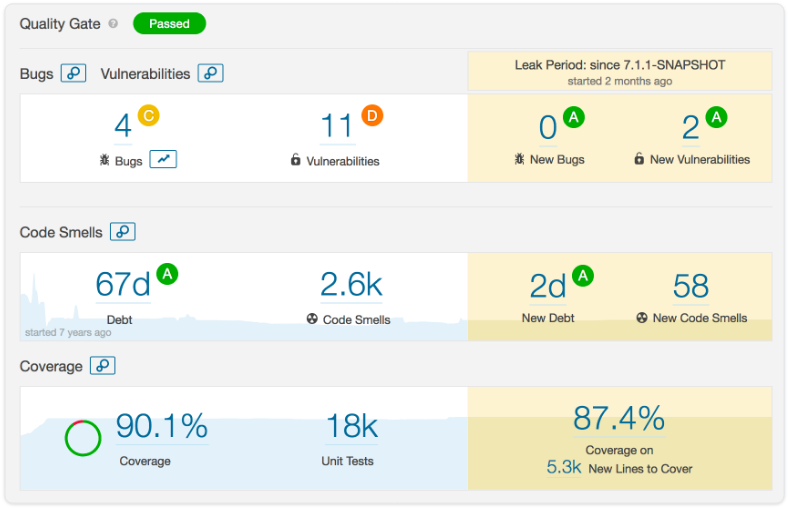 Quality Gate ? Passed
Bugs Vulnerabilities
Leak Period: since 7.1.1-SNAPSHOT
started 2 months ago
4 C 11 D 0 A 2 A
Bugs Vulnerabilities New Bugs New Vulnerabilities
Code Smells
67d A 2.6k 2d A 58
Debt Code Smells New Debt New Code Smells
started 7 years ago
Coverage
90.1% 18k 87.4%
Coverage Unit Tests Coverage on
5.3k New Lines to Cover